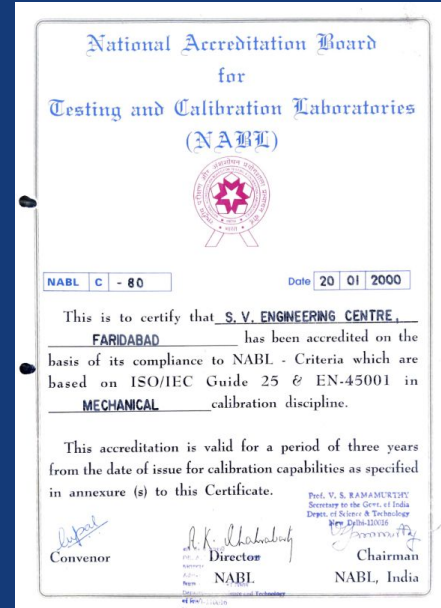 National Accreditation Board
for
Testing and Calibration Laboratories
(NABL)
NABL C - 80
Date 20 01 2000
This is to certify that S. V. ENGINEERING CENTRE,
FARIDABAD has been accredited on the
basis of its compliance to NABL - Criteria which are
based on ISO/IEC Guide 25 & EN-45001 in
MECHANICAL calibration discipline.
This accreditation is valid for a period of three years
from the date of issue for calibration capabilities as specified
in annexure (s) to this Certificate.
Prof. V. S. RAMAMURTHY
Secretary to the Govt. of India
Deptt. of Science & Technology
New Delhi-110016
Convenor
Director
NABL
Chairman
NABL, India